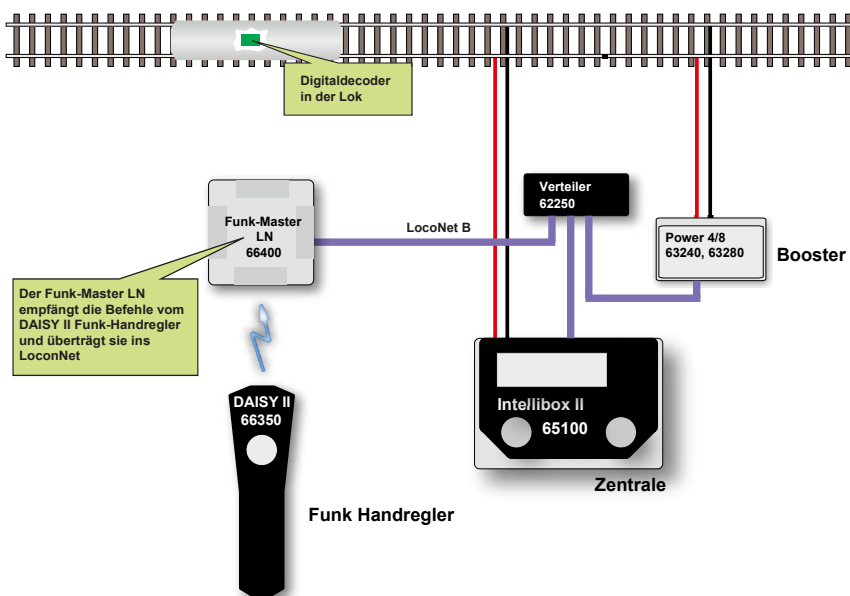 Digitaldecoder
in der Lok
Verteiler
62250
Funk-Master
LN
66400
LocoNet B
Power 4/8
63240, 63280
Booster
Der Funk-Master LN
empfängt die Befehle vom
DAISY II Funk-Handregler
und überträgt sie ins
LoconNet
DAISY II
66350
Intellibox II
65100
Zentrale
Funk Handregler